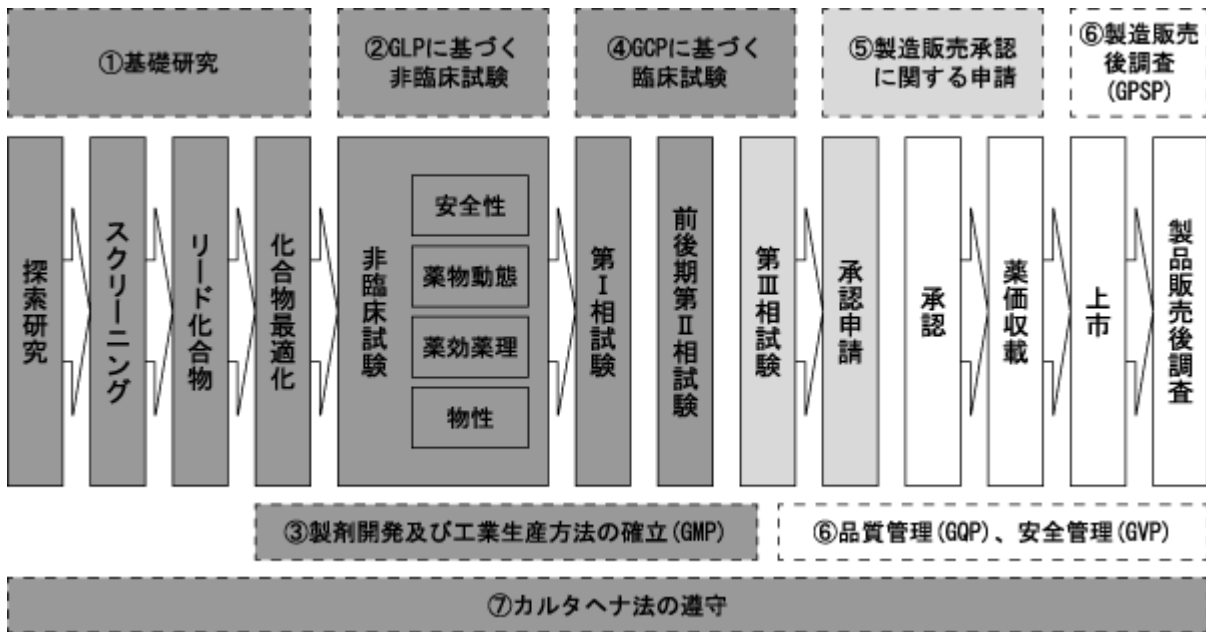 ①基礎研究
②GLPに基づく
非臨床試験
④GCPに基づく
臨床試験
⑤製造販売承認
に関する申請
⑥製造販売
後調査
(GPSP)
探索研究
スクリーニング
リード化合物
化合物最適化
非臨床試験
安全性
薬物動態
薬効薬理
物性
第Ⅰ相試験
前後期第Ⅱ相試験
第Ⅲ相試験
承認申請
承認
薬価収載
上市
製品販売後調査
③製剤開発及び工業生産方法の確立(GMP)
⑥品質管理(GQP)、安全管理(GVP)
⑦カルタヘナ法の遵守